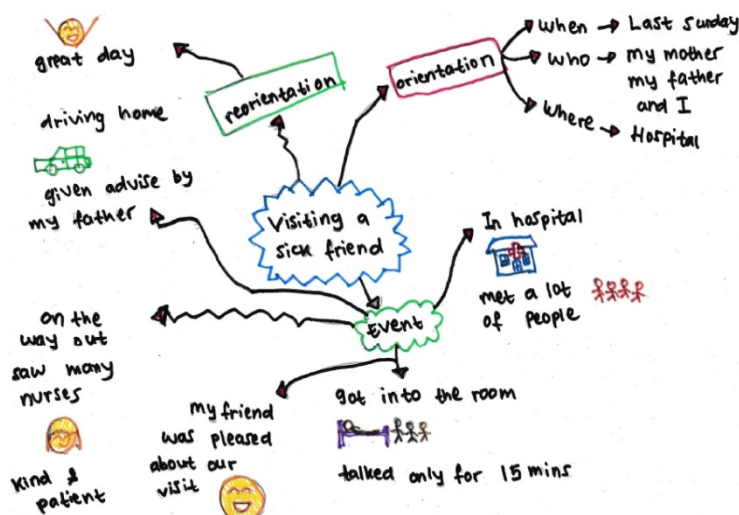 Visiting a
sick friend
orientation
when → Last Sunday
who → my mother
my father
and I
where → Hospital
Event
In hospital
met a lot
of people
got into the room
talked only for 15 mins
my friend
was pleased
about our
visit
on the
way out
saw many
nurses
kind &
patient
given advise by
my father
driving home
reorientation
great day